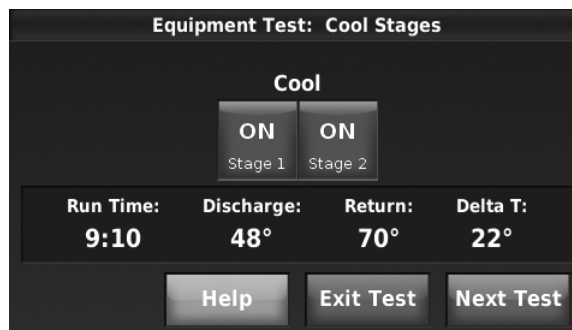 Equipment Test: Cool Stages
Cool
ON ON
Stage 1 Stage 2
Run Time: Discharge: Return: Delta T:
9:10 48° 70° 22°
Help Exit Test Next Test